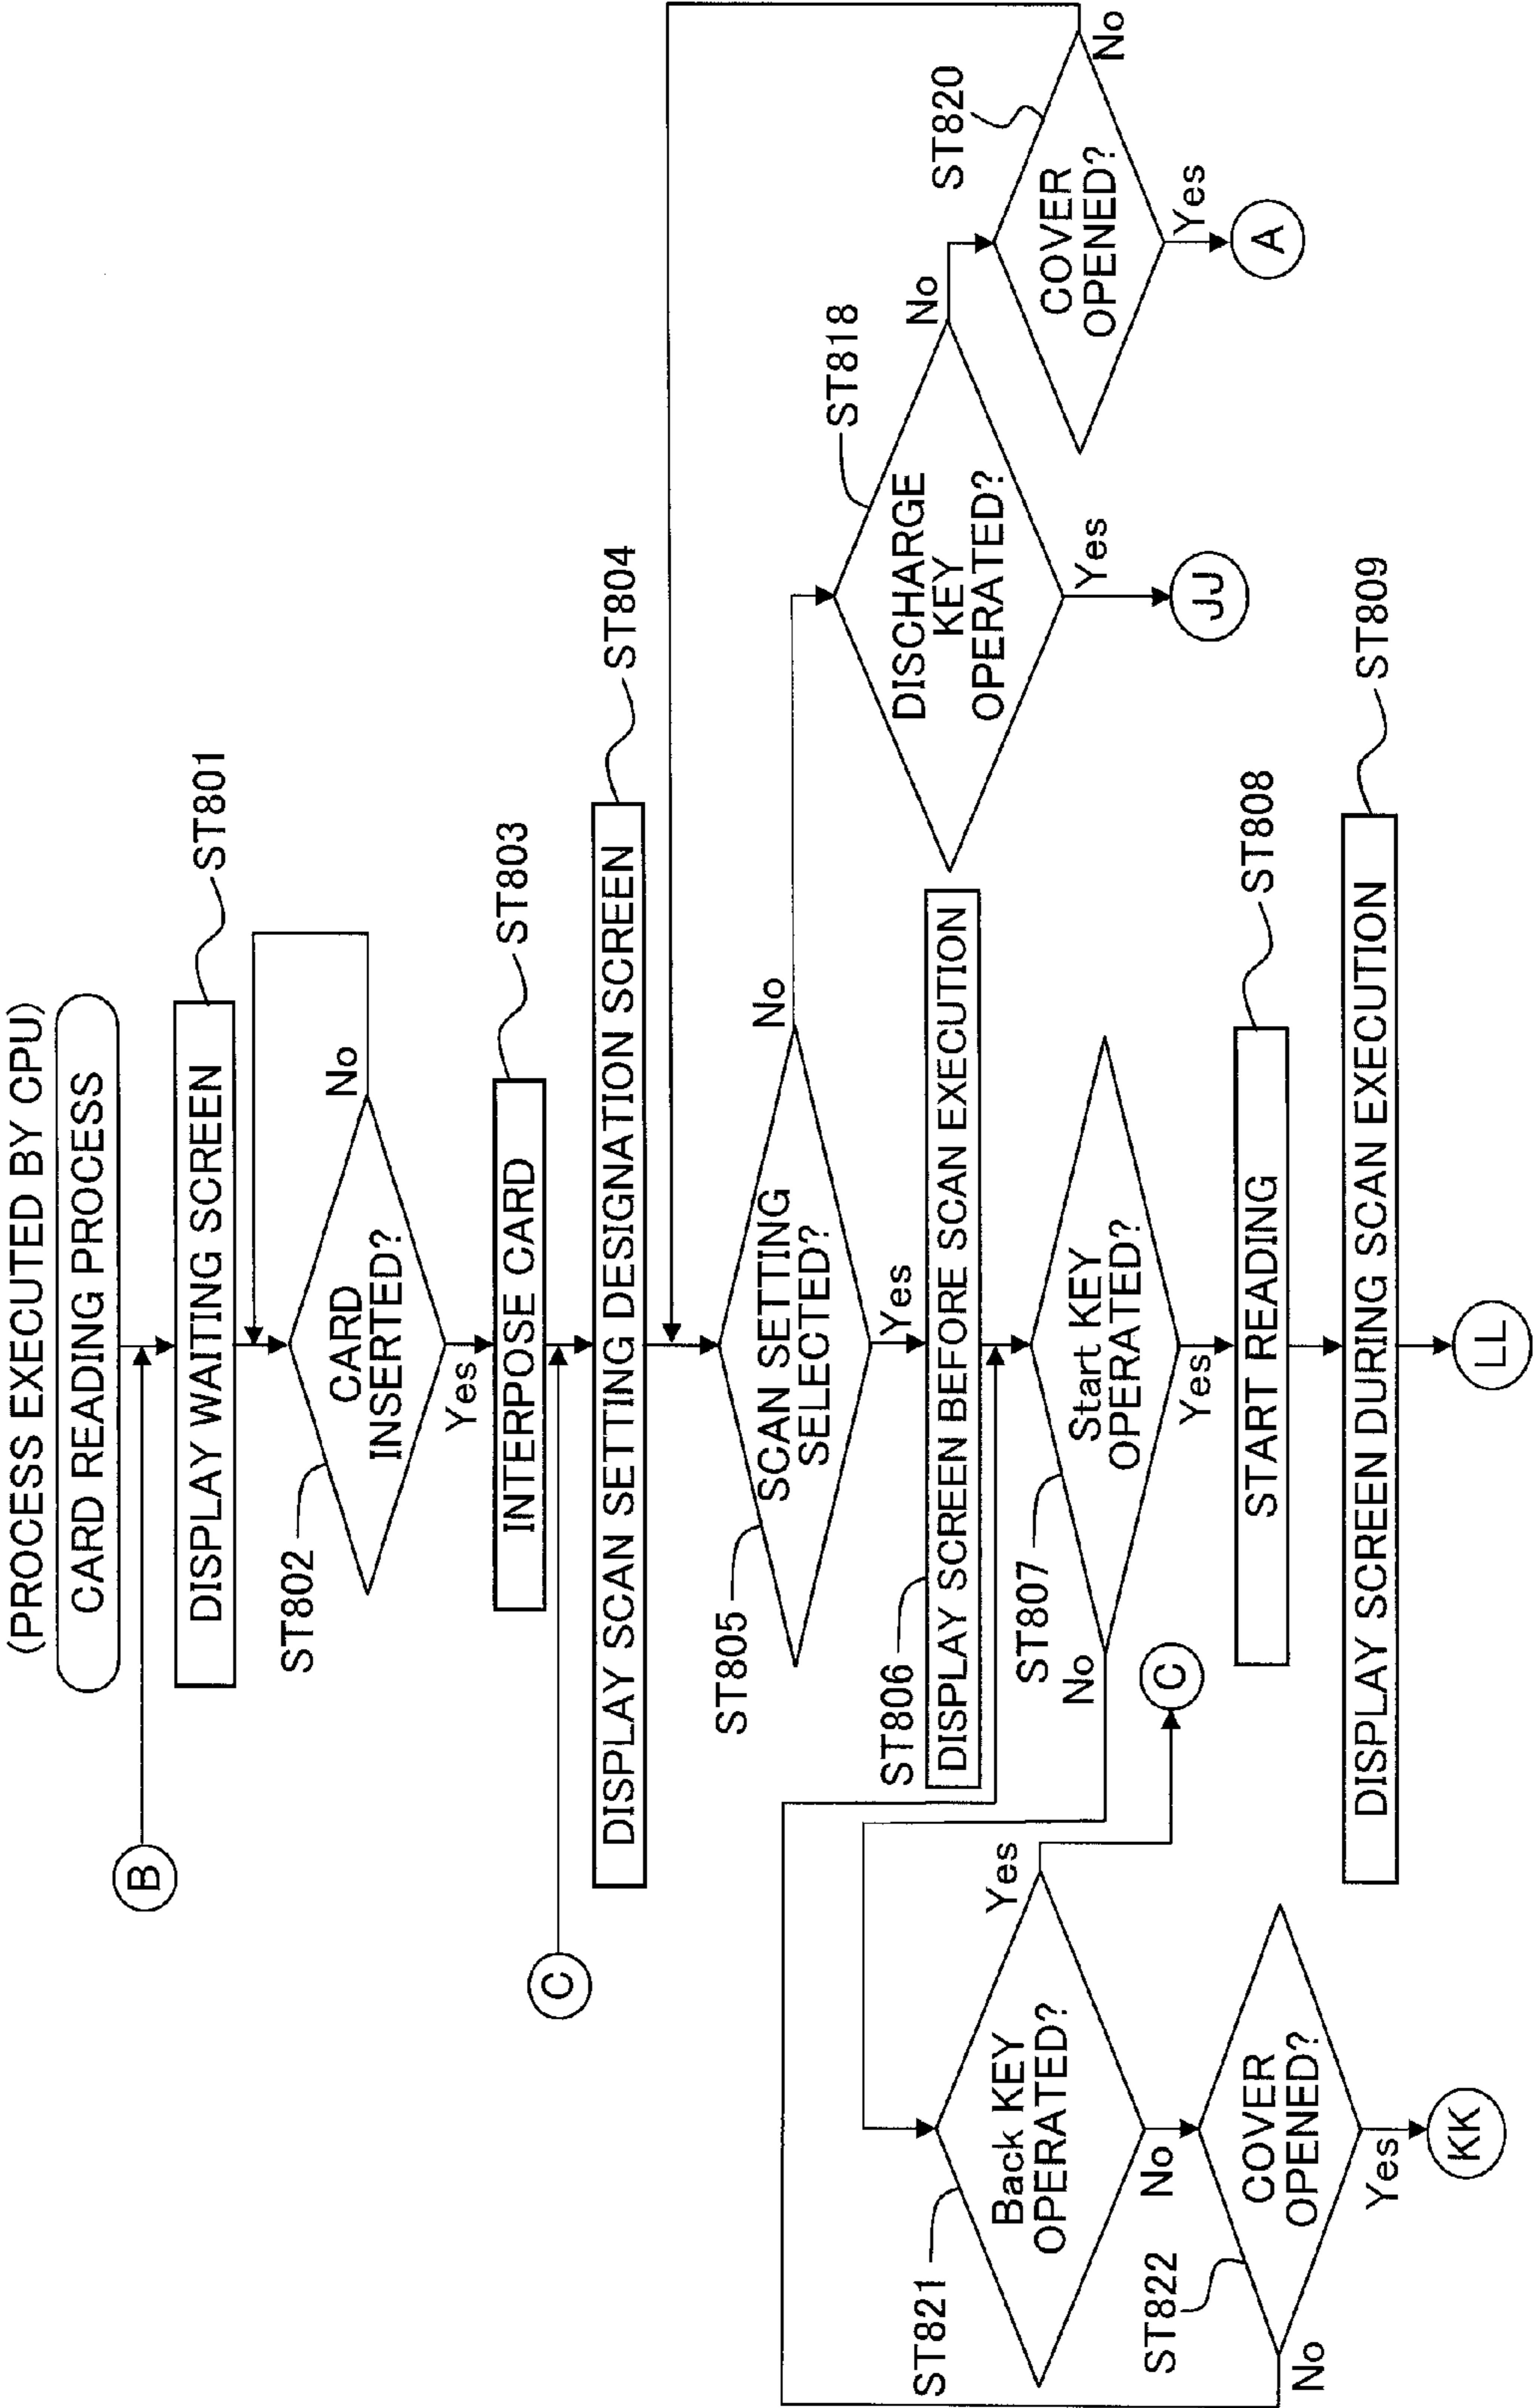 (PROCESS EXECUTED BY CPU)
CARD READING PROCESS
B
DISPLAY WAITING SCREEN
ST801
ST802
CARD
INSERTED?
No
Yes
INTERPOSE CARD
ST803
C
DISPLAY SCAN SETTING DESIGNATION SCREEN
ST804
ST805
SCAN SETTING
SELECTED?
No
Yes
DISCHARGE
KEY
OPERATED?
ST818
No
Yes
JJ
COVER
OPENED?
ST820
No
Yes
A
ST806
DISPLAY SCREEN BEFORE SCAN EXECUTION
ST807
Start KEY
OPERATED?
No
Yes
ST821
Back KEY
OPERATED?
Yes
C
No
ST822
COVER
OPENED?
No
Yes
KK
START READING
ST808
DISPLAY SCREEN DURING SCAN EXECUTION
ST809
LL